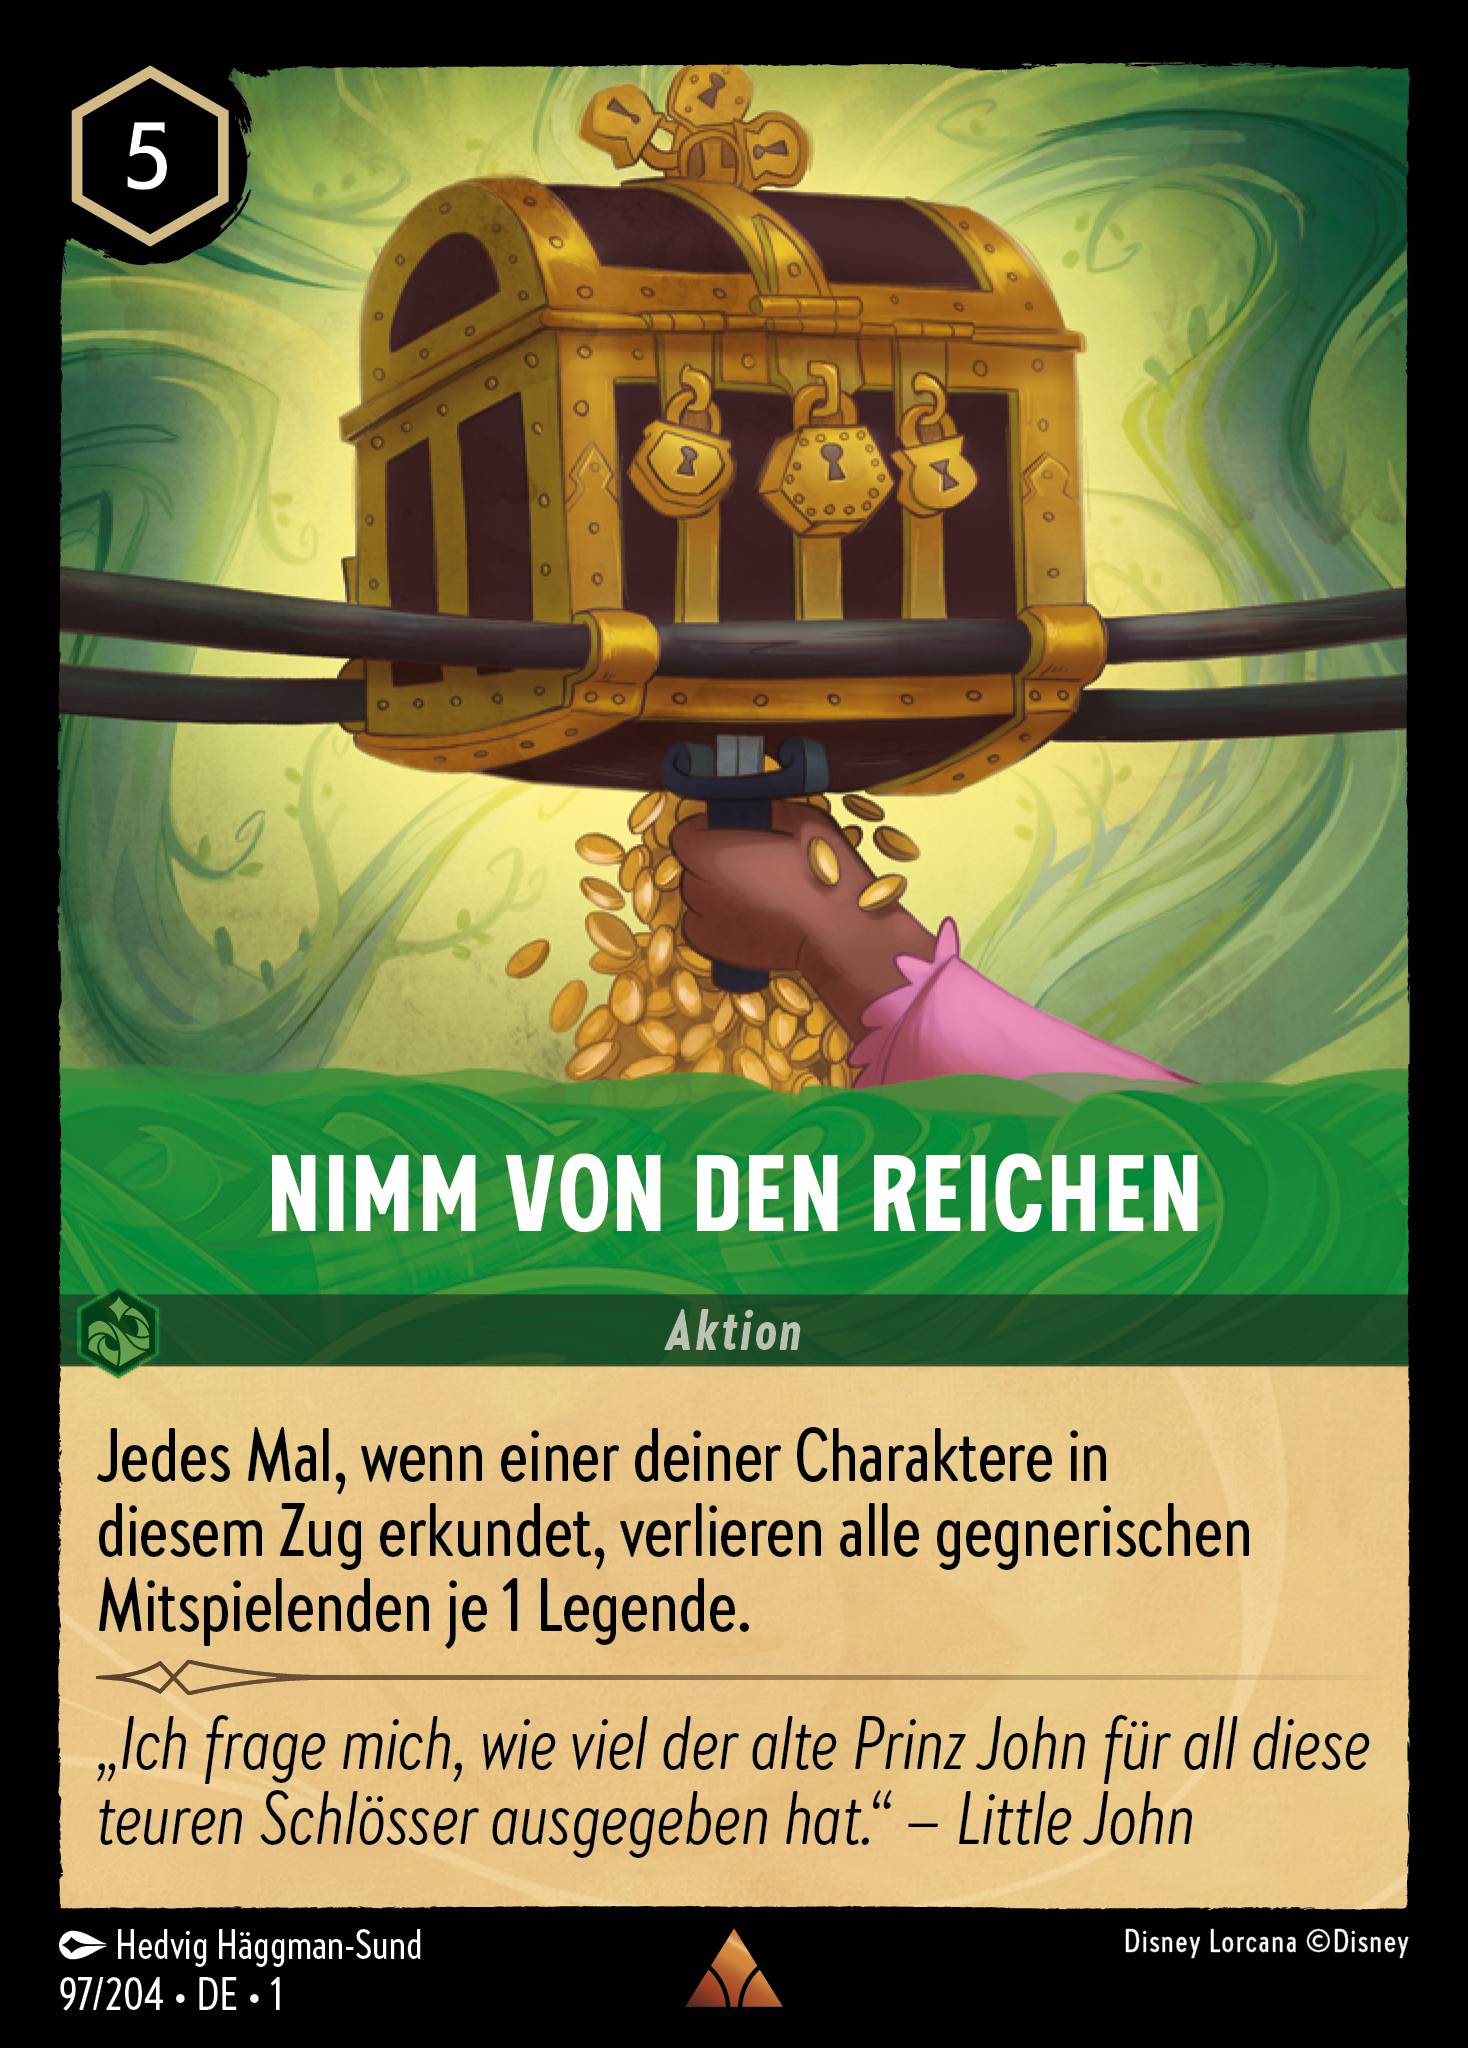 5
NIMM VON DEN REICHEN
Aktion
Jedes Mal, wenn einer deiner Charaktere in
diesem Zug erkundet, verlieren alle gegnerischen
Mitspielenden je 1 Legende.
„Ich frage mich, wie viel der alte Prinz John für all diese
teuren Schlösser ausgegeben hat.“ – Little John
Hedvig Häggman-Sund
Disney Lorcana ©Disney
97/204 • DE • 1